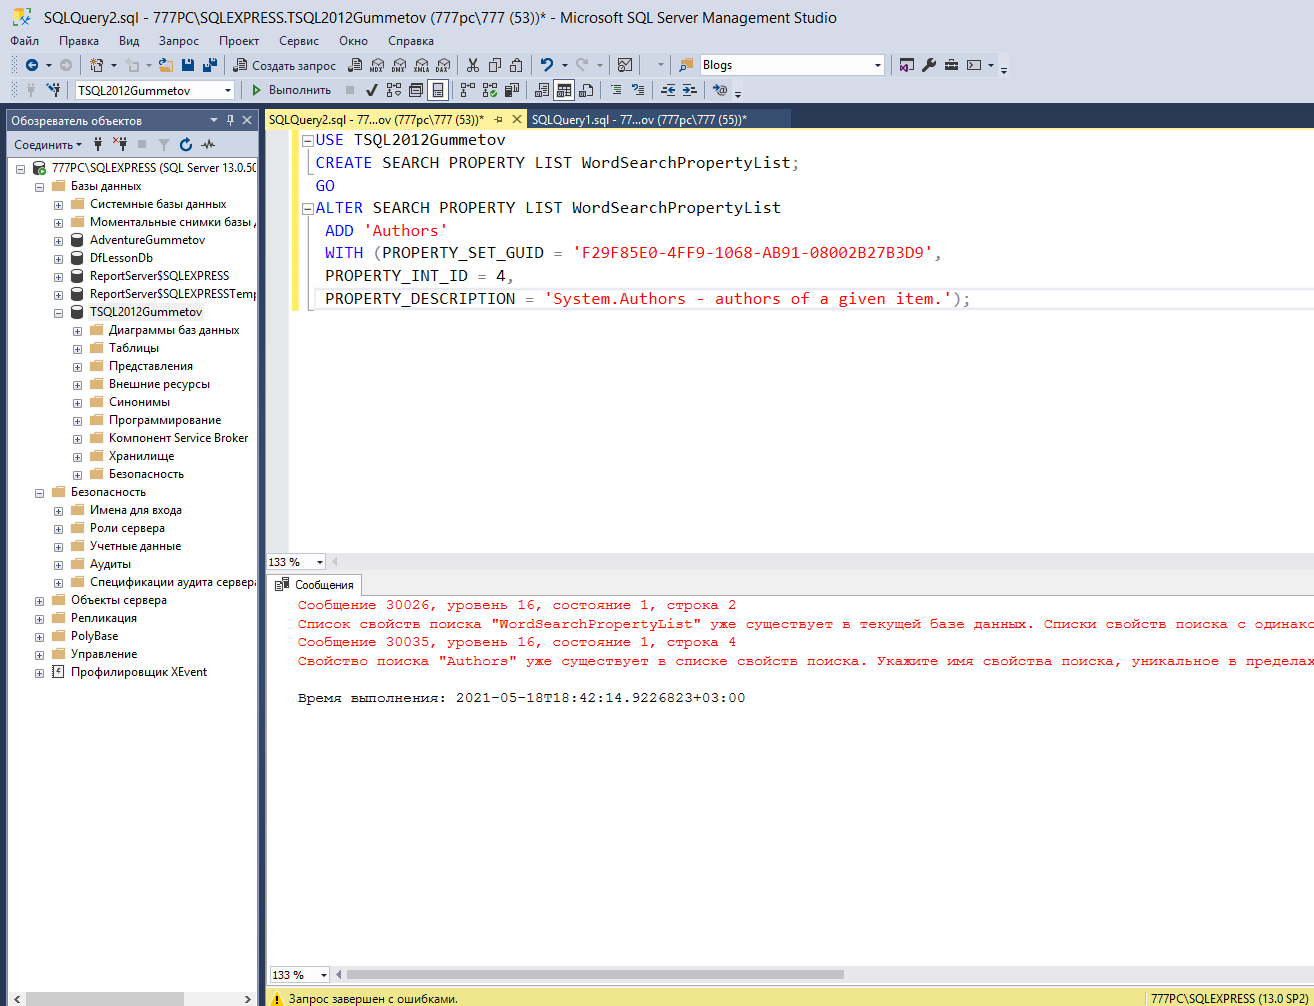 SQLQuery2.sql - 777PC\SQLEXPRESS.TSQL2012Gummetov (777pc\777 (53))* - Microsoft SQL Server Management Studio
Файл Правка Вид Запрос Проект Сервис Окно Справка
Создать запрос MDX DMX XMLA DAX Blogs
TSQL2012Gummetov Выполнить
Обозреватель объектов
SQLQuery2.sql - 77...ov (777pc\777 (53))* SQLQuery1.sql - 77...ov (777pc\777 (55))*
Соединить
777PC\SQLEXPRESS (SQL Server 13.0.50
Базы данных
Системные базы данных
Моментальные снимки базы
AdventureGummetov
DfLessonDb
ReportServer$SQLEXPRESS
ReportServer$SQLEXPRESSTemp
TSQL2012Gummetov
Диаграммы баз данных
Таблицы
Представления
Внешние ресурсы
Синонимы
Программирование
Компонент Service Broker
Хранилище
Безопасность
Безопасность
Имена для входа
Роли сервера
Учетные данные
Аудиты
Спецификации аудита сервера
Объекты сервера
Репликация
PolyBase
Управление
Профилировщик XEvent
USE TSQL2012Gummetov
CREATE SEARCH PROPERTY LIST WordSearchPropertyList;
GO
ALTER SEARCH PROPERTY LIST WordSearchPropertyList
ADD 'Authors'
WITH (PROPERTY_SET_GUID = 'F29F85E0-4FF9-1068-AB91-08002B27B3D9',
PROPERTY_INT_ID = 4,
PROPERTY_DESCRIPTION = 'System.Authors - authors of a given item.');
133 %
Сообщения
Сообщение 30026, уровень 16, состояние 1, строка 2
Список свойств поиска "WordSearchPropertyList" уже существует в текущей базе данных. Списки свойств поиска с одинако
Сообщение 30035, уровень 16, состояние 1, строка 4
Свойство поиска "Authors" уже существует в списке свойств поиска. Укажите имя свойства поиска, уникальное в пределах
Время выполнения: 2021-05-18T18:42:14.9226823+03:00
133 %
Запрос завершен с ошибками. 777PC\SQLEXPRESS (13.0 SP2)